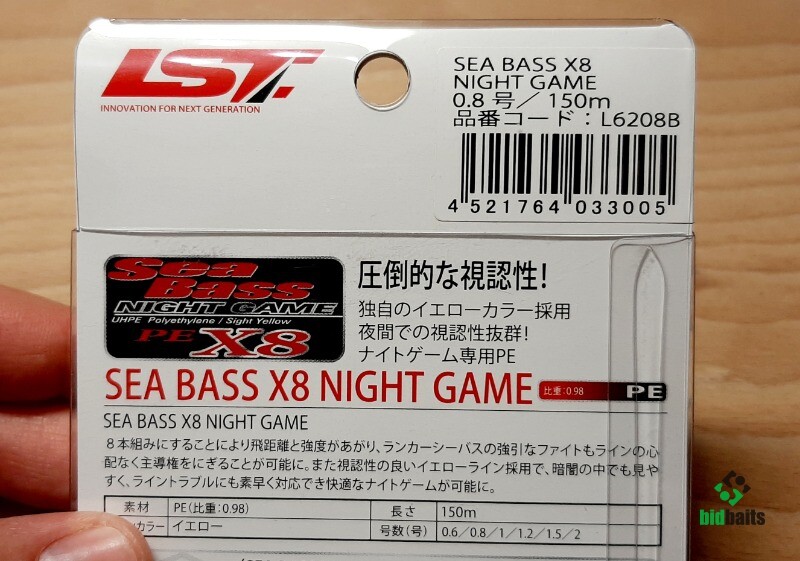 LST.
INNOVATION FOR NEXT GENERATION
SEA BASS X8
NIGHT GAME
0.8 号／150m
品番コード：L6208B
4 521764 033005
Sea
Bass
NIGHT GAME
UHPE Polyethylene / Sight Yellow
PE X8
圧倒的な視認性!
独自のイエローカラー採用
夜間での視認性抜群!
ナイトゲーム専用PE
SEA BASS X8 NIGHT GAME 比重:0.98 PE
SEA BASS X8 NIGHT GAME
8本組みにすることにより飛距離と強度があがり、ランカーシーバスの強引なファイトもラインの心
配なく主導権をにぎることが可能に。また視認性の良いイエローライン採用で、暗闇の中でも見や
すく、ライントラブルにも素早く対応でき快適なナイトゲームが可能に。
素材 PE(比重:0.98) 長さ 150m
カラー イエロー 号数(号) 0.6/0.8/1/1.2/1.5/2
bidbaits